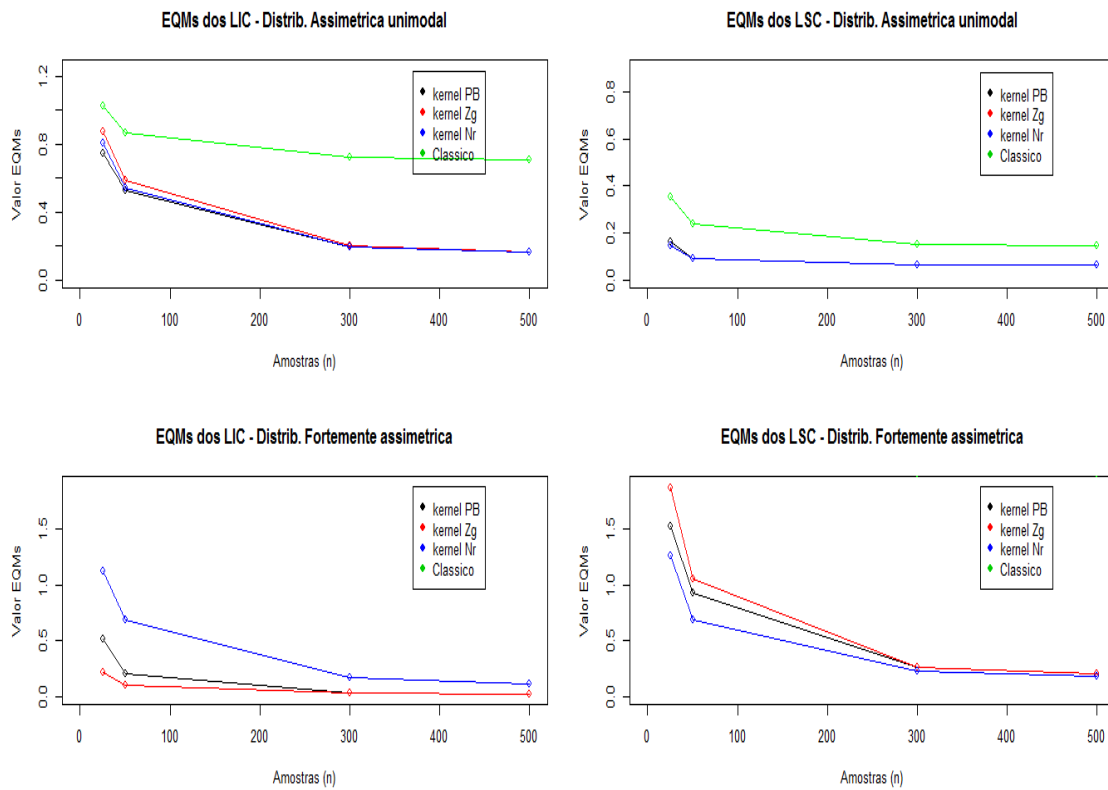 EQMs dos LIC - Distrib. Assimetrica unimodal
Valor EQMs
0.0 0.4 0.8 1.2
kernel PB
kernel Zg
kernel Nr
Classico
0 100 200 300 400 500
Amostras (n)
EQMs dos LSC - Distrib. Assimetrica unimodal
Valor EQMs
0.0 0.2 0.4 0.6 0.8
kernel PB
kernel Zg
kernel Nr
Classico
0 100 200 300 400 500
Amostras (n)
EQMs dos LIC - Distrib. Fortemente assimetrica
Valor EQMs
0.0 0.5 1.0 1.5
kernel PB
kernel Zg
kernel Nr
Classico
0 100 200 300 400 500
Amostras (n)
EQMs dos LSC - Distrib. Fortemente assimetrica
Valor EQMs
0.0 0.5 1.0 1.5
kernel PB
kernel Zg
kernel Nr
Classico
0 100 200 300 400 500
Amostras (n)